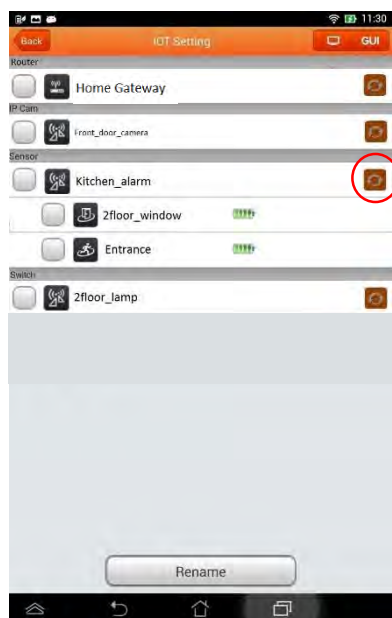 11:30
Back IOT Setting GUI
Router
Home Gateway
IP Cam
Front_door_camera
Sensor
Kitchen_alarm
2floor_window
Entrance
Switch
2floor_lamp
Rename